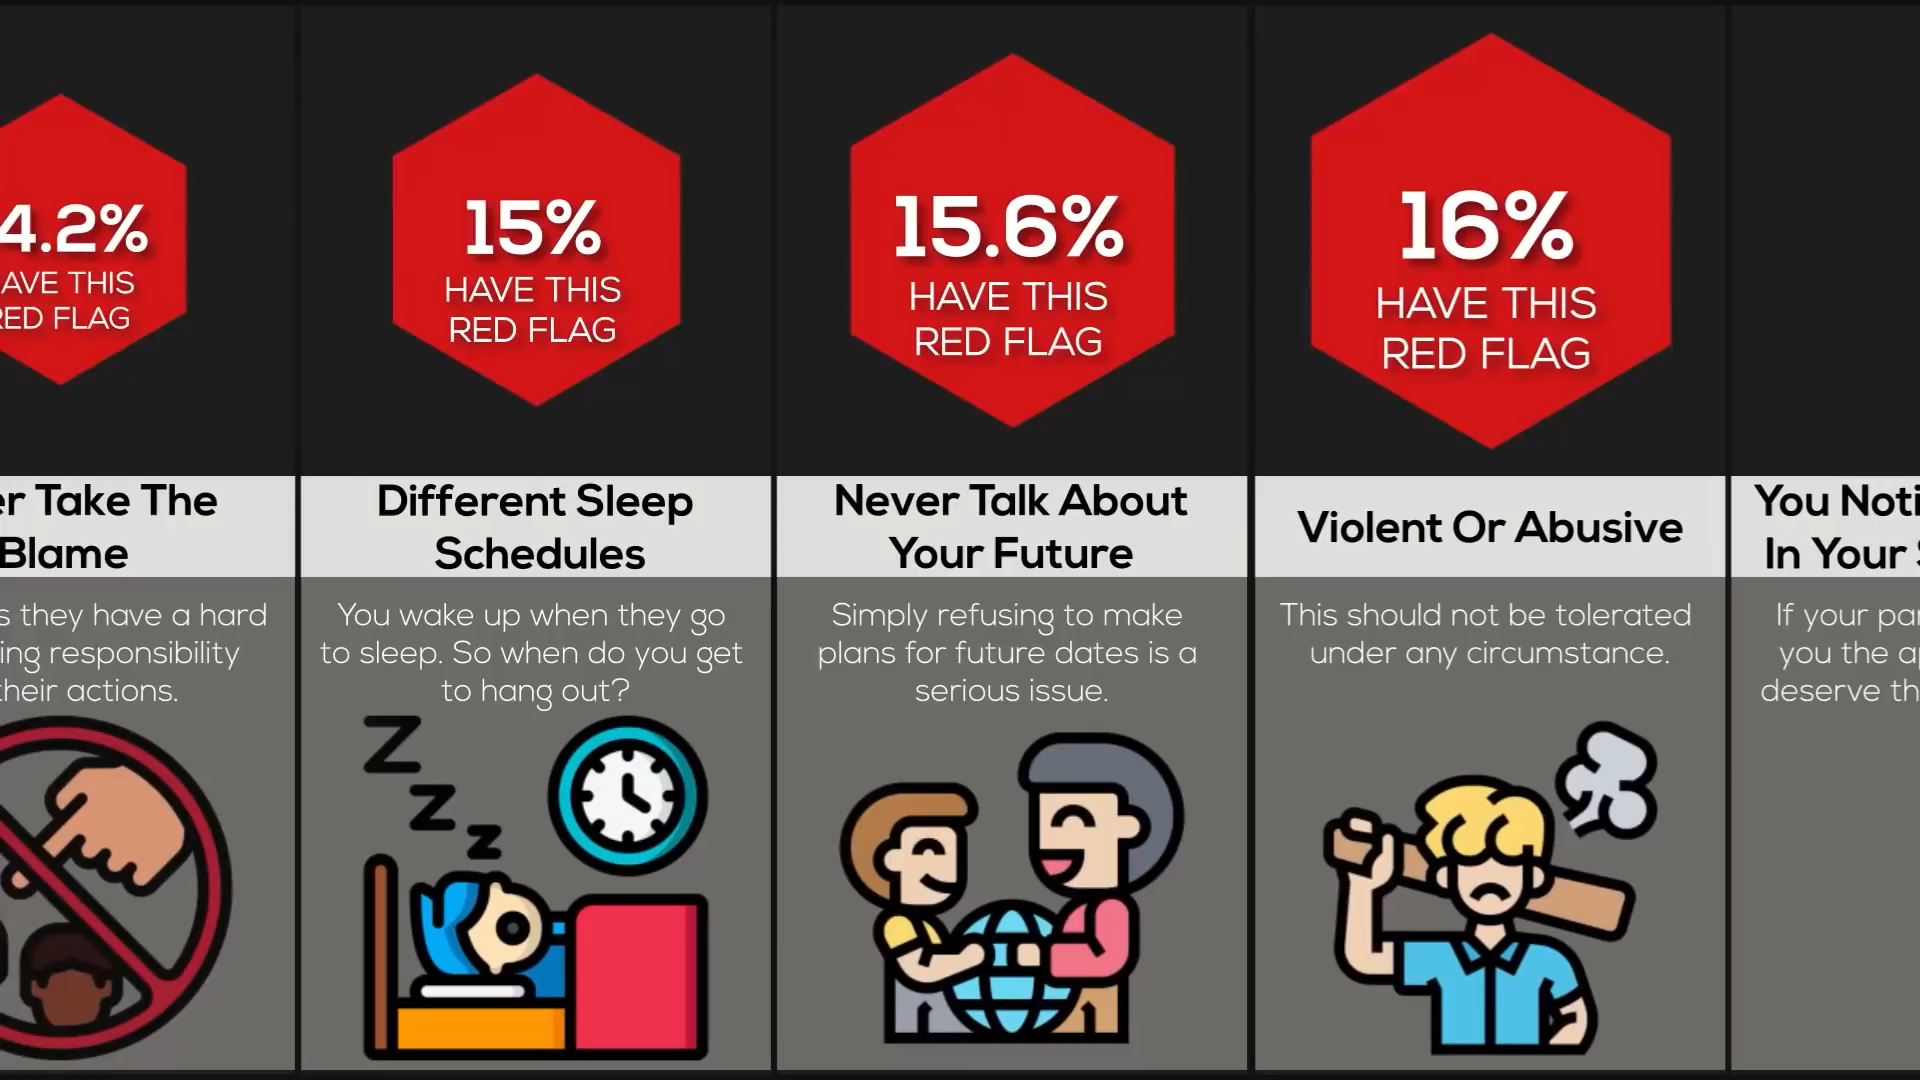 4.2%
AVE THIS
RED FLAG
er Take The
Blame
s they have a hard
ing responsibility
their actions.
15%
HAVE THIS
RED FLAG
Different Sleep
Schedules
You wake up when they go
to sleep. So when do you get
to hang out?
Z
Z
Z
15.6%
HAVE THIS
RED FLAG
Never Talk About
Your Future
Simply refusing to make
plans for future dates is a
serious issue.
16%
HAVE THIS
RED FLAG
Violent Or Abusive
This should not be tolerated
under any circumstance.
You Noti
In Your
If your par
you the ap
deserve th